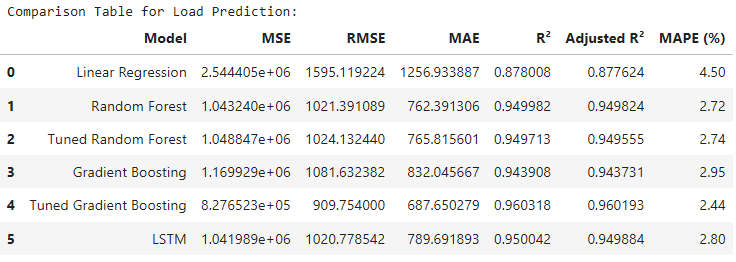 Comparison Table for Load Prediction:
Model MSE RMSE MAE R² Adjusted R² MAPE (%)
0 Linear Regression 2.544405e+06 1595.119224 1256.933887 0.878008 0.877624 4.50
1 Random Forest 1.043240e+06 1021.391089 762.391306 0.949982 0.949824 2.72
2 Tuned Random Forest 1.048847e+06 1024.132440 765.815601 0.949713 0.949555 2.74
3 Gradient Boosting 1.169929e+06 1081.632382 832.045667 0.943908 0.943731 2.95
4 Tuned Gradient Boosting 8.276523e+05 909.754000 687.650279 0.960318 0.960193 2.44
5 LSTM 1.041989e+06 1020.778542 789.691893 0.950042 0.949884 2.80